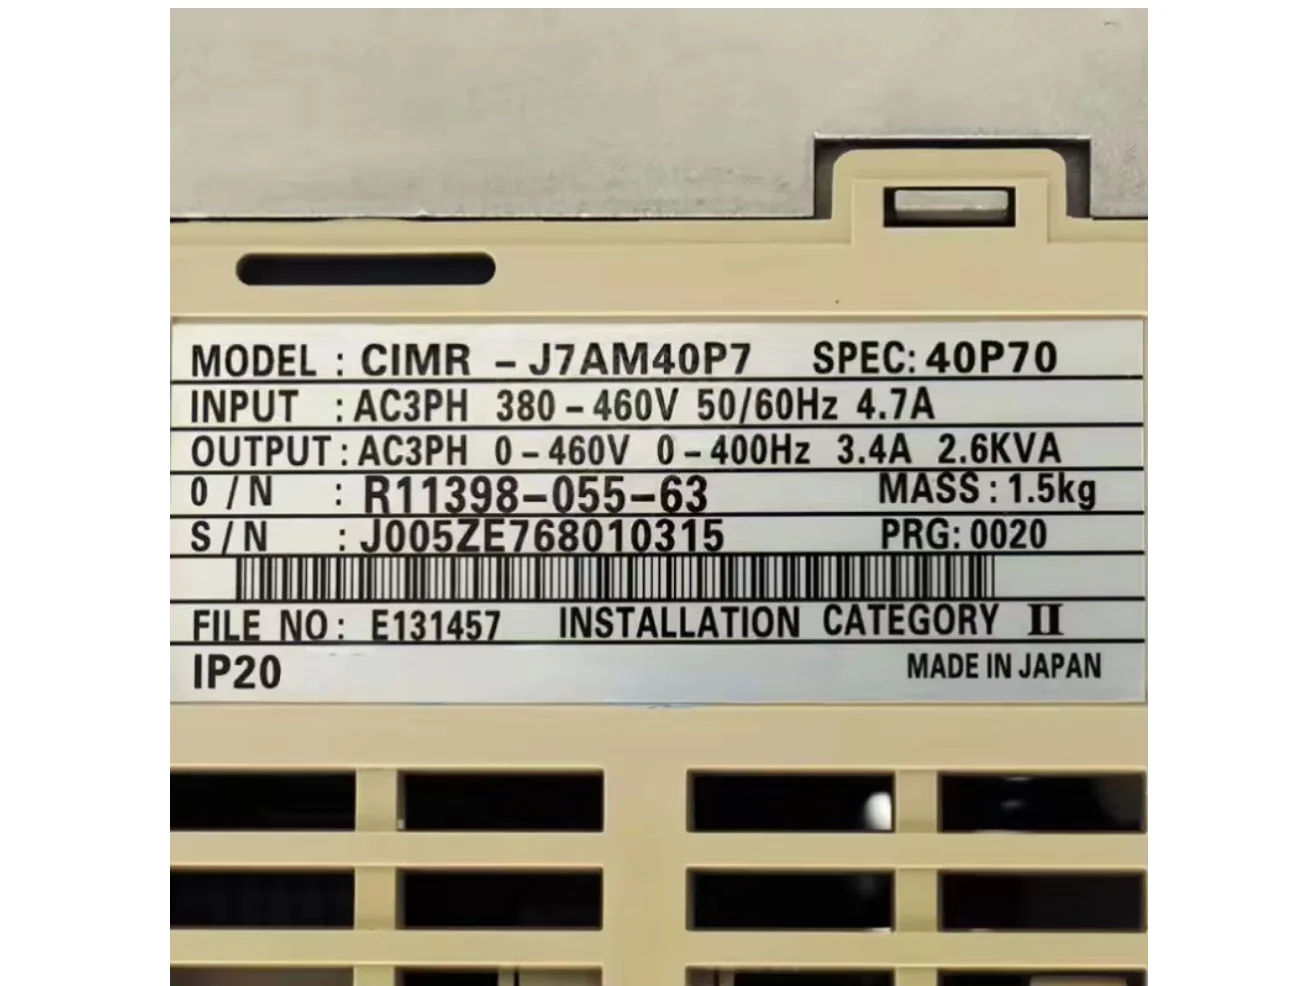 MODEL : CIMR - J7AM40P7 SPEC: 40P70
INPUT : AC3PH 380-460V 50/60Hz 4.7A
OUTPUT : AC3PH 0-460V 0-400Hz 3.4A 2.6KVA
O / N : R11398-055-63 MASS : 1.5kg
S / N : J005ZE768010315 PRG: 0020
FILE NO : E131457 INSTALLATION CATEGORY II
IP20 MADE IN JAPAN